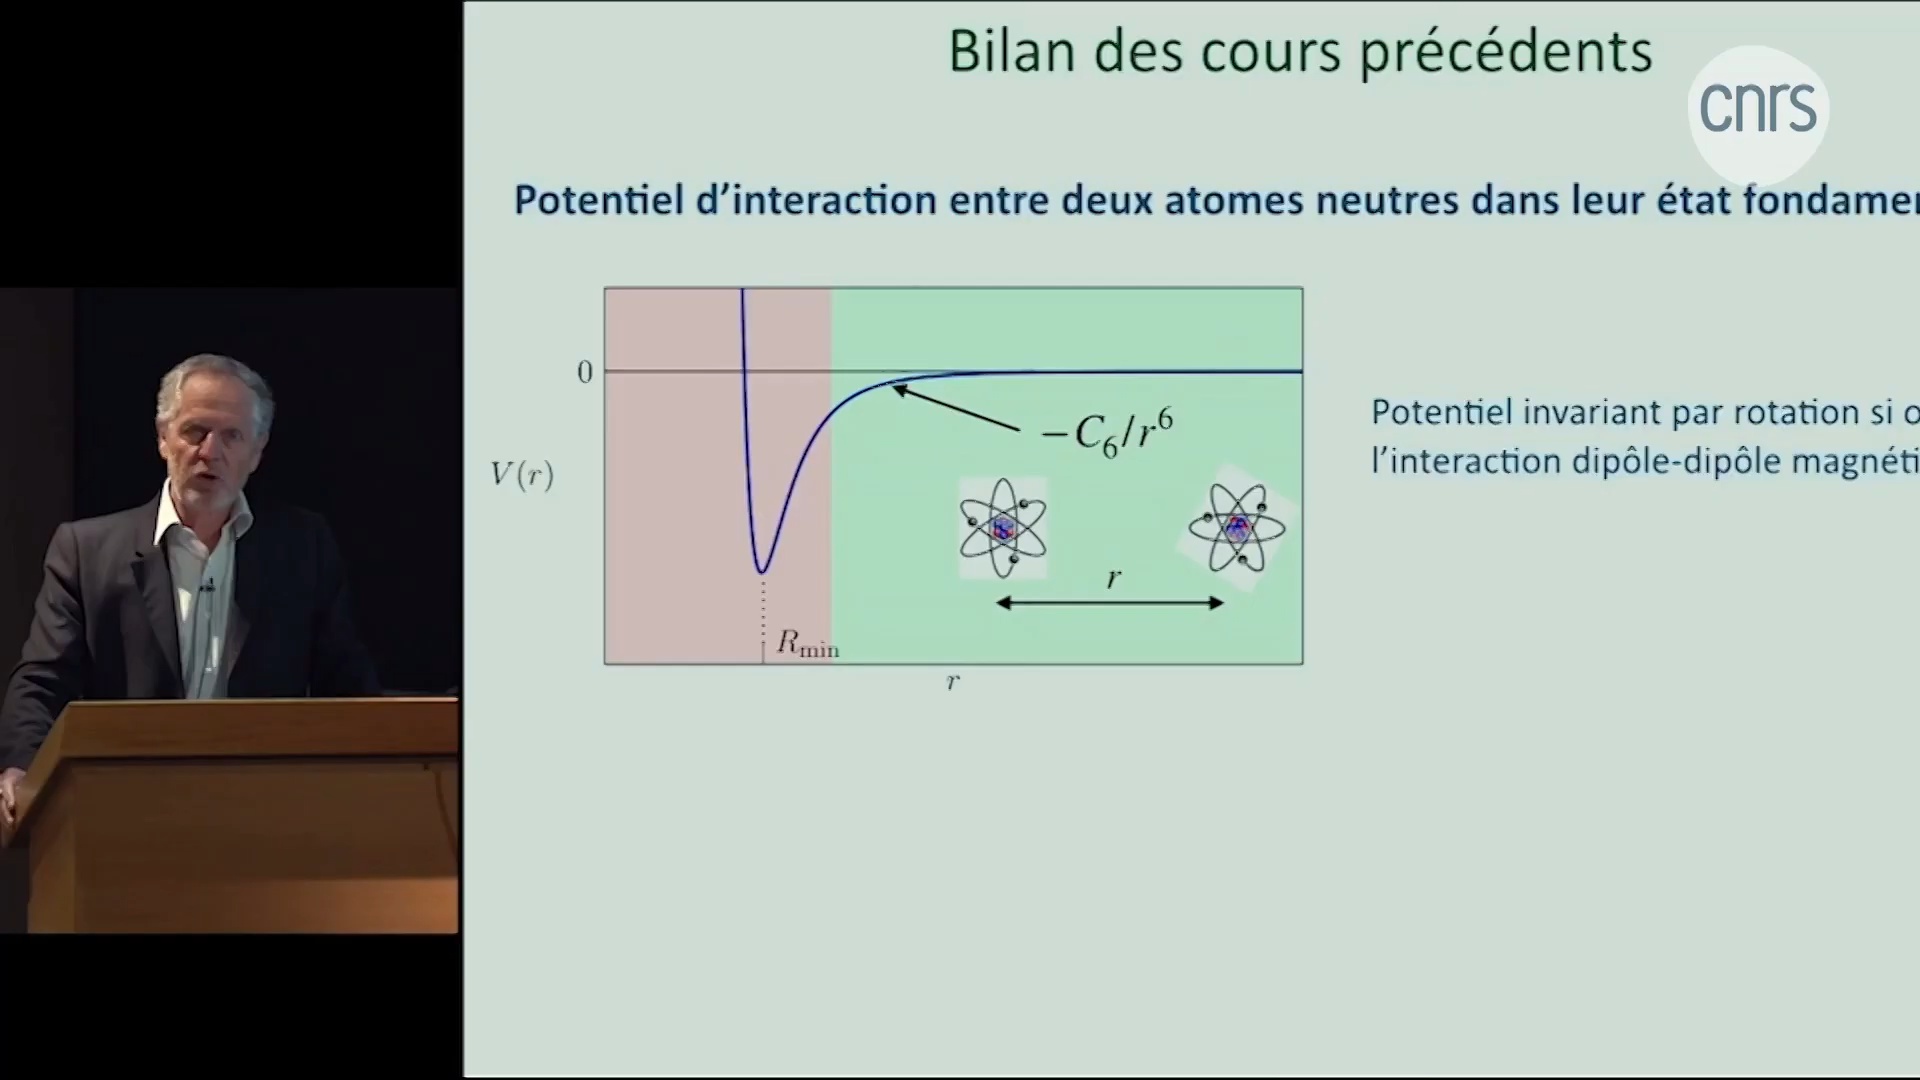 Bilan des cours précédents
cnrs
Potentiel d’interaction entre deux atomes neutres dans leur état fondamen
0
−C₆/r⁶
Potentiel invariant par rotation si o
l’interaction dipôle-dipôle magnéti
V(r)
r
R_min
r